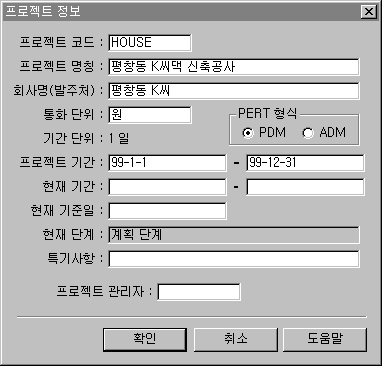 프로젝트 정보
프로젝트 코드 : HOUSE
프로젝트 명칭 : 평창동 K씨댁 신축공사
회사명(발주처) : 평창동 K씨
통화 단위 : 원
PERT 형식
기간 단위 : 1 일
PDM ADM
프로젝트 기간 : 99-1-1 - 99-12-31
현재 기간 : -
현재 기준일 :
현재 단계 : 계획 단계
특기사항 :
프로젝트 관리자 :
확인 취소 도움말